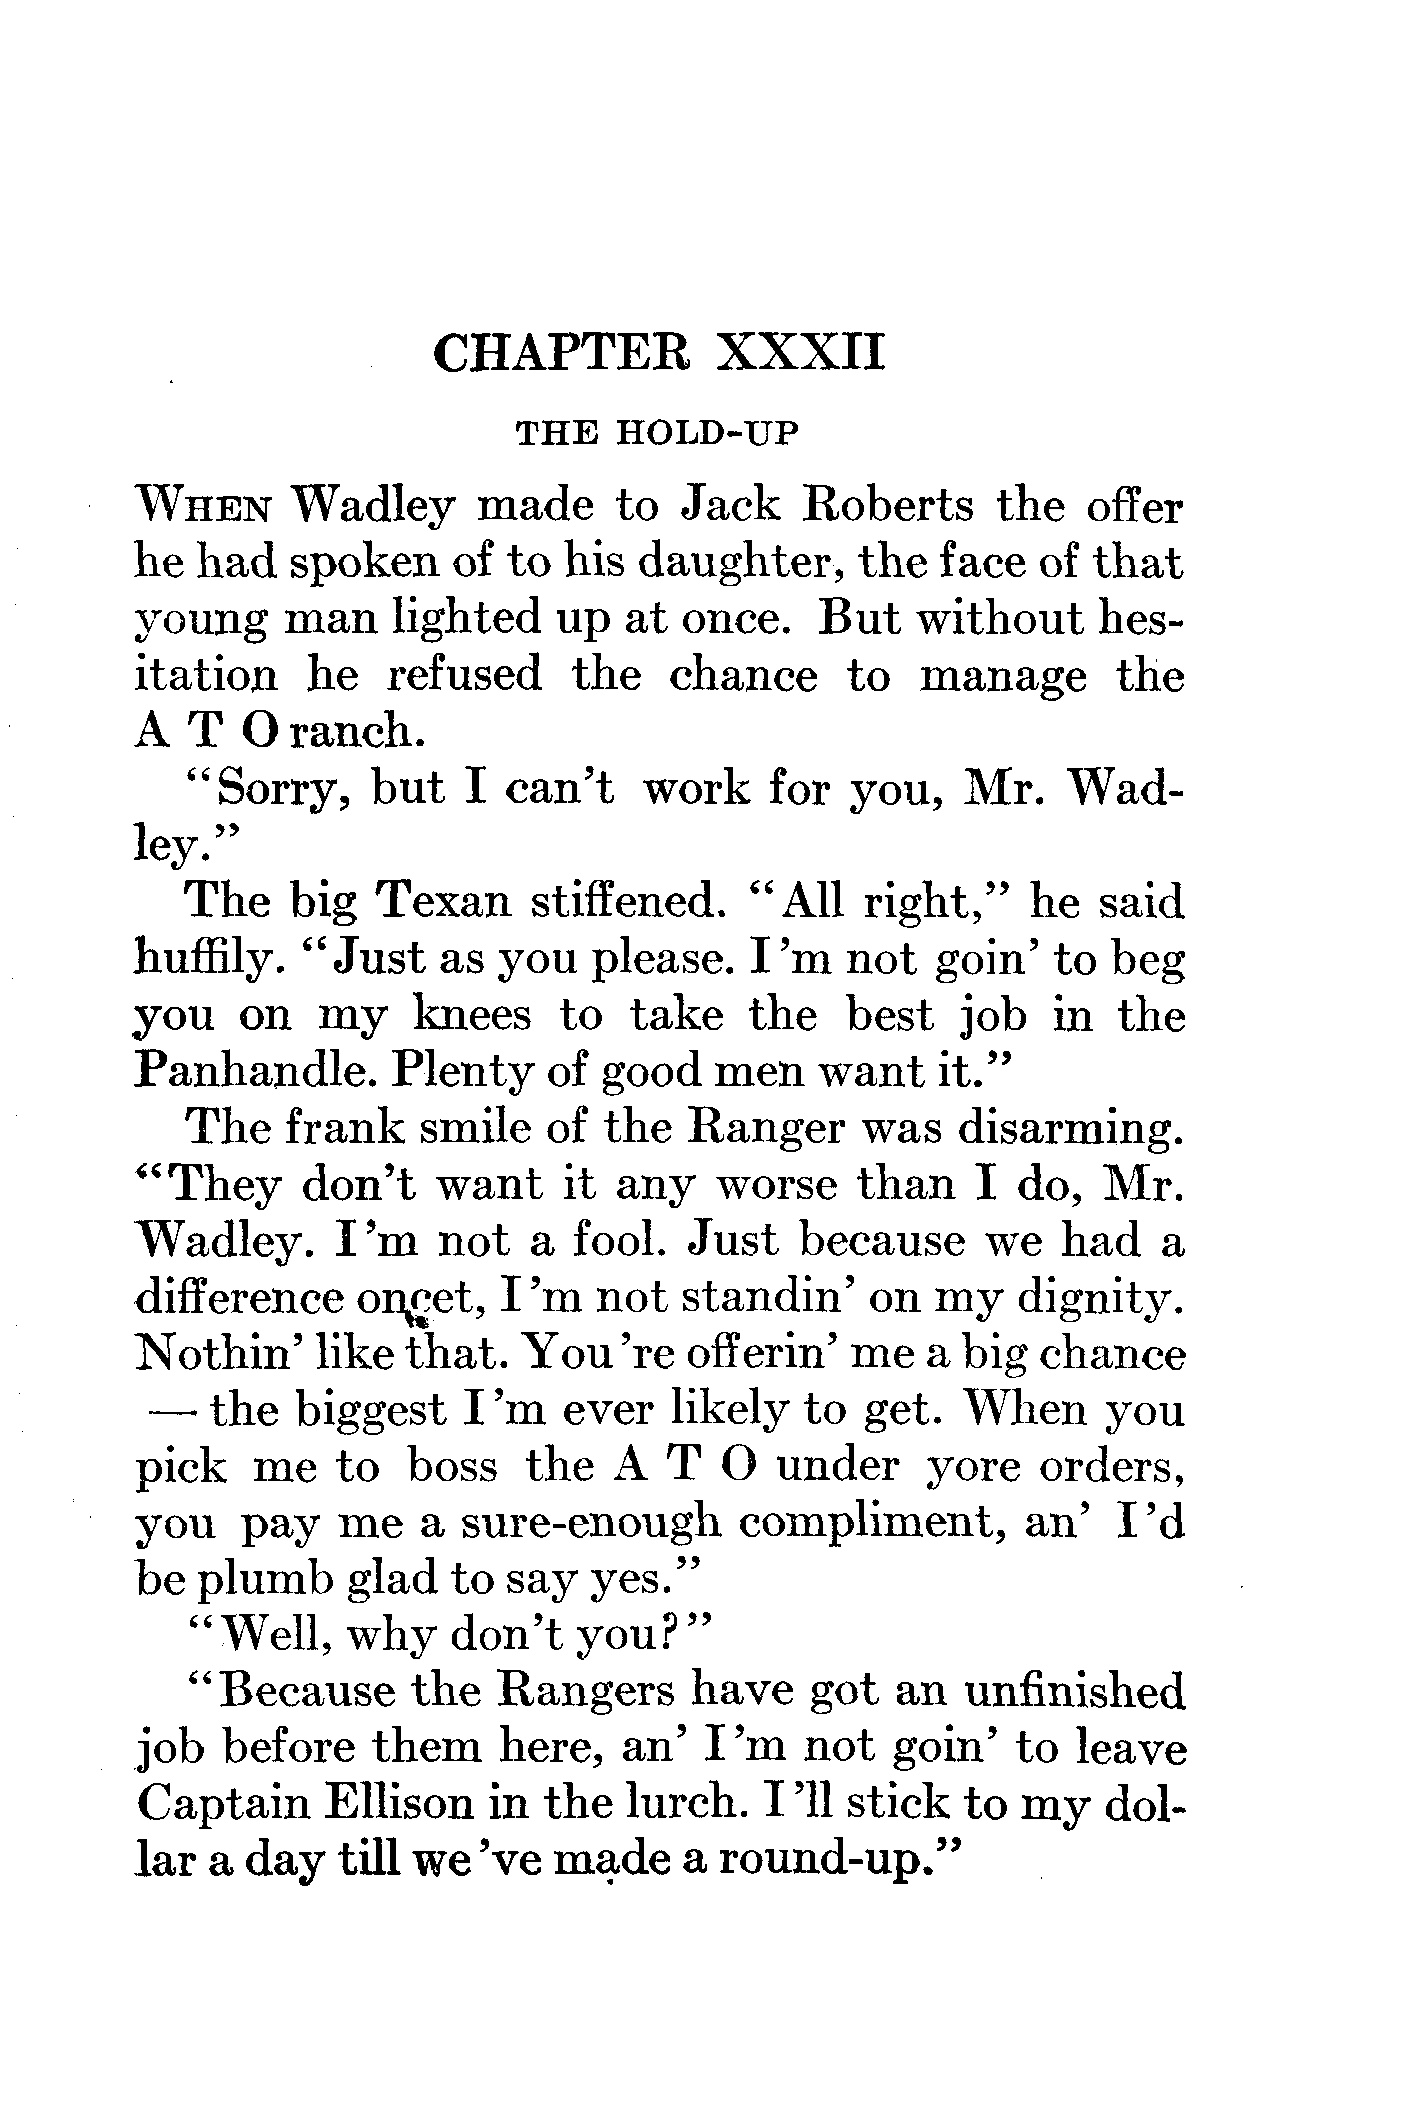 CHAPTER XXXII
THE HOLD-UP
WHEN Wadley made to Jack Roberts the offer
he had spoken of to his daughter, the face of that
young man lighted up at once. But without hes-
itation he refused the chance to manage the
A T O ranch.
"Sorry, but I can't work for you, Mr. Wad-
ley."
The big Texan stiffened. "All right," he said
huffily. "Just as you please. I'm not goin' to beg
you on my knees to take the best job in the
Panhandle. Plenty of good men want it."
The frank smile of the Ranger was disarming.
"They don't want it any worse than I do, Mr.
Wadley. I'm not a fool. Just because we had a
difference oncet, I'm not standin' on my dignity.
Nothin' like that. You're offerin' me a big chance
— the biggest I'm ever likely to get. When you
pick me to boss the A T O under yore orders,
you pay me a sure-enough compliment, an' I'd
be plumb glad to say yes."
"Well, why don't you?"
"Because the Rangers have got an unfinished
job before them here, an' I'm not goin' to leave
Captain Ellison in the lurch. I'll stick to my dol-
lar a day till we've made a round-up."